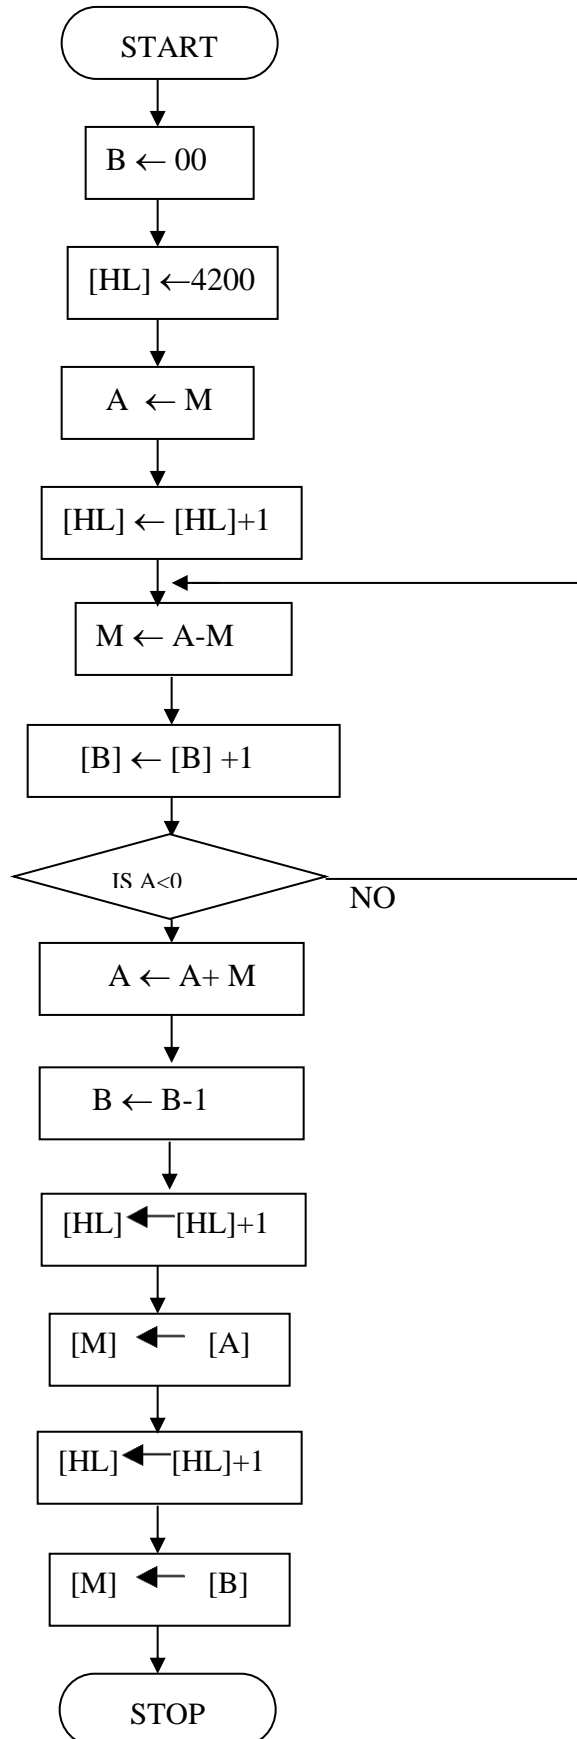 START
B ← 00
[HL] ←4200
A ← M
[HL] ← [HL]+1
M ← A-M
[B] ← [B] +1
IS A<0
NO
A ← A+ M
B ← B-1
[HL] ← [HL]+1
[M] ← [A]
[HL] ← [HL]+1
[M] ← [B]
STOP